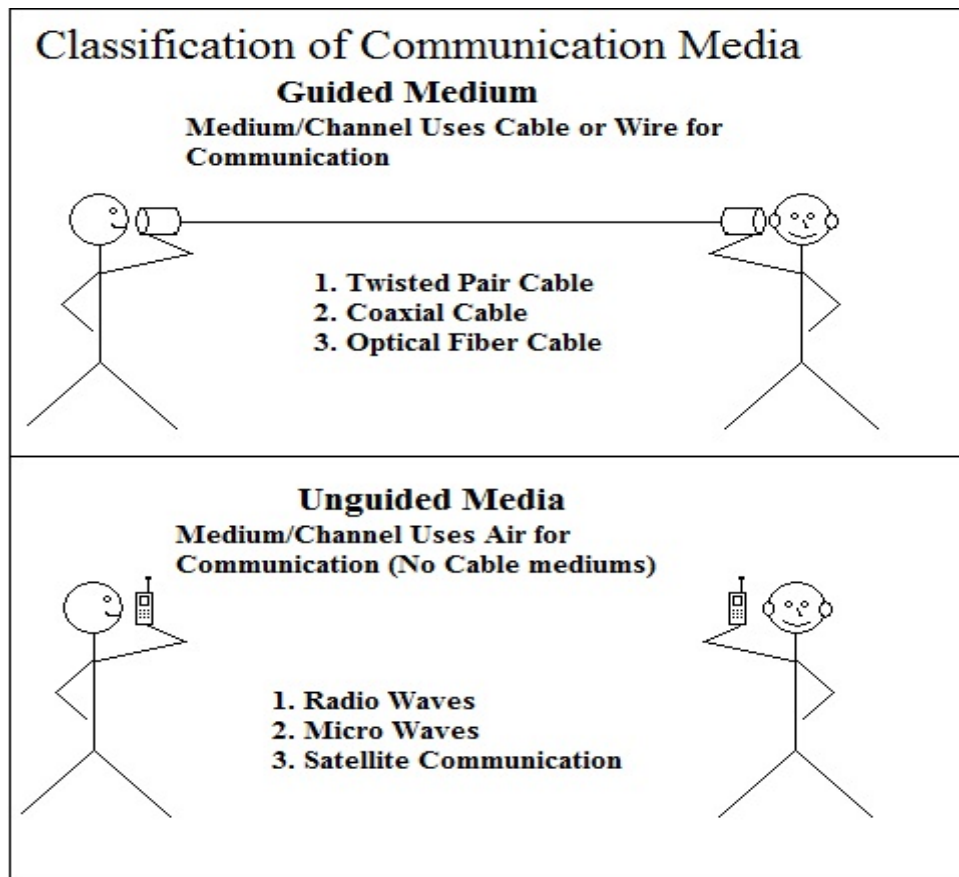 Classification of Communication Media
Guided Medium
Medium/Channel Uses Cable or Wire for
Communication
1. Twisted Pair Cable
2. Coaxial Cable
3. Optical Fiber Cable
Unguided Media
Medium/Channel Uses Air for
Communication (No Cable mediums)
1. Radio Waves
2. Micro Waves
3. Satellite Communication